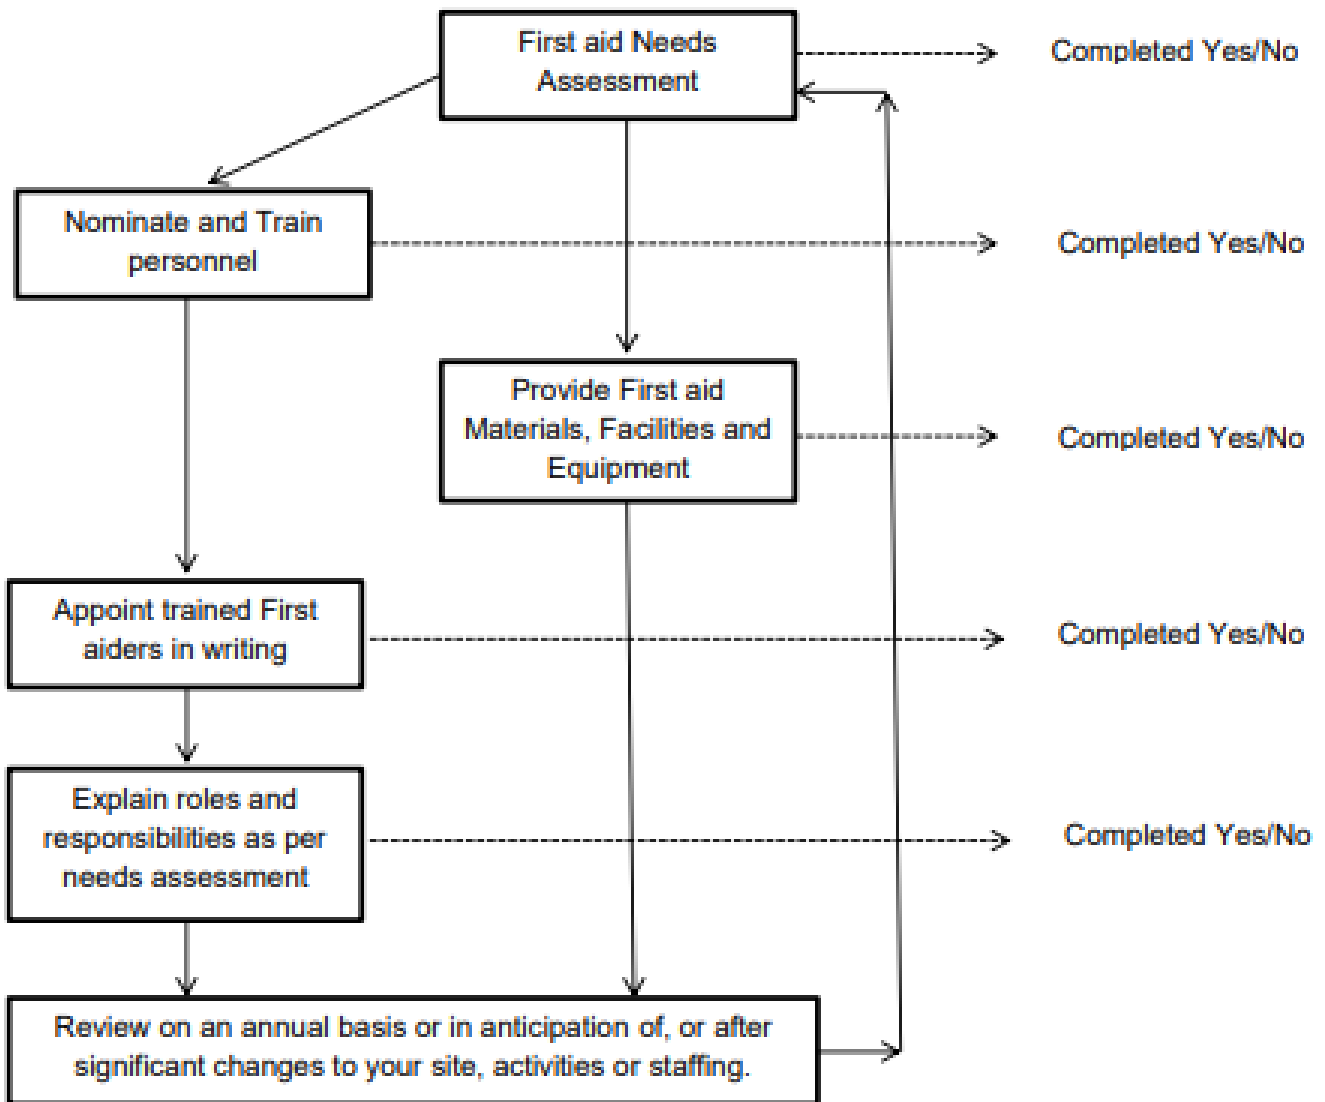 First aid Needs
Assessment
Completed Yes/No
Nominate and Train
personnel
Completed Yes/No
Provide First aid
Materials, Facilities and
Equipment
Completed Yes/No
Appoint trained First
aiders in writing
Completed Yes/No
Explain roles and
responsibilities as per
needs assessment
Completed Yes/No
Review on an annual basis or in anticipation of, or after
significant changes to your site, activities or staffing.